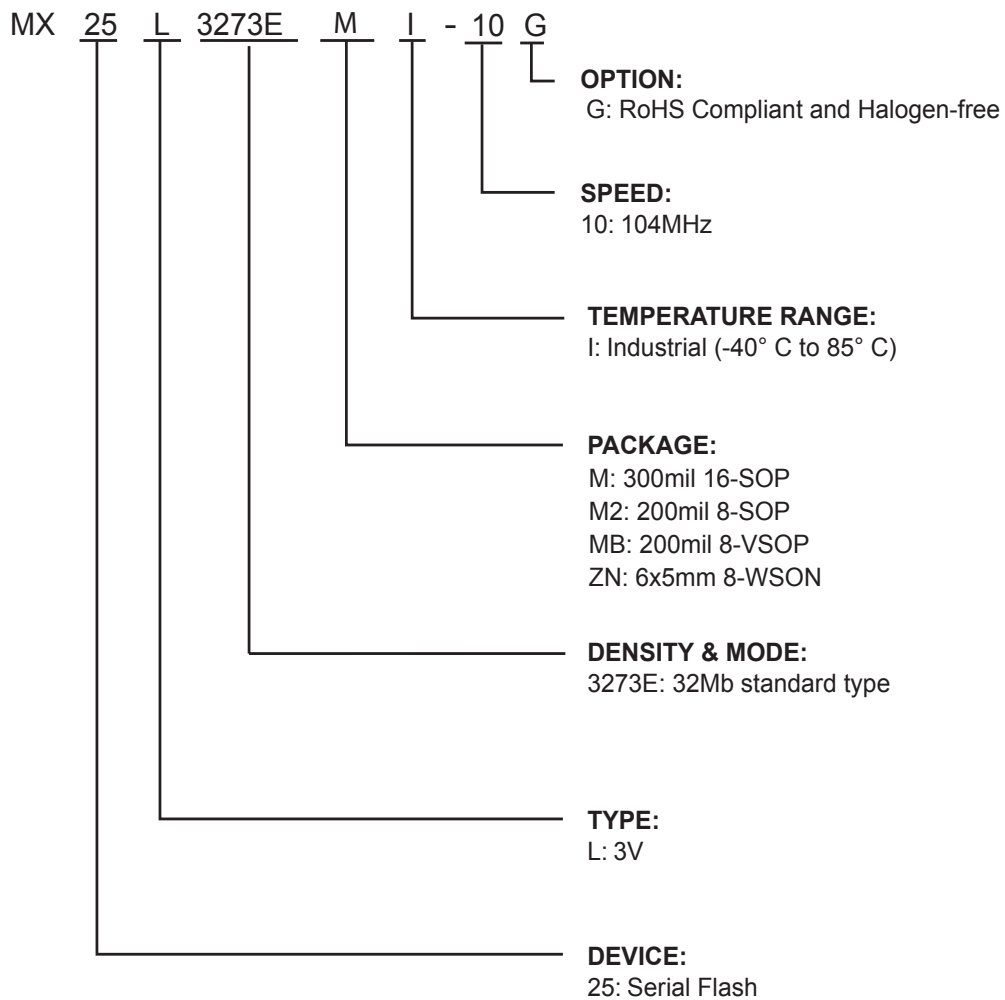 MX 25 L 3273E M I - 10 G
OPTION:
G: RoHS Compliant and Halogen-free
SPEED:
10: 104MHz
TEMPERATURE RANGE:
I: Industrial (-40° C to 85° C)
PACKAGE:
M: 300mil 16-SOP
M2: 200mil 8-SOP
MB: 200mil 8-VSOP
ZN: 6x5mm 8-WSON
DENSITY & MODE:
3273E: 32Mb standard type
TYPE:
L: 3V
DEVICE:
25: Serial Flash